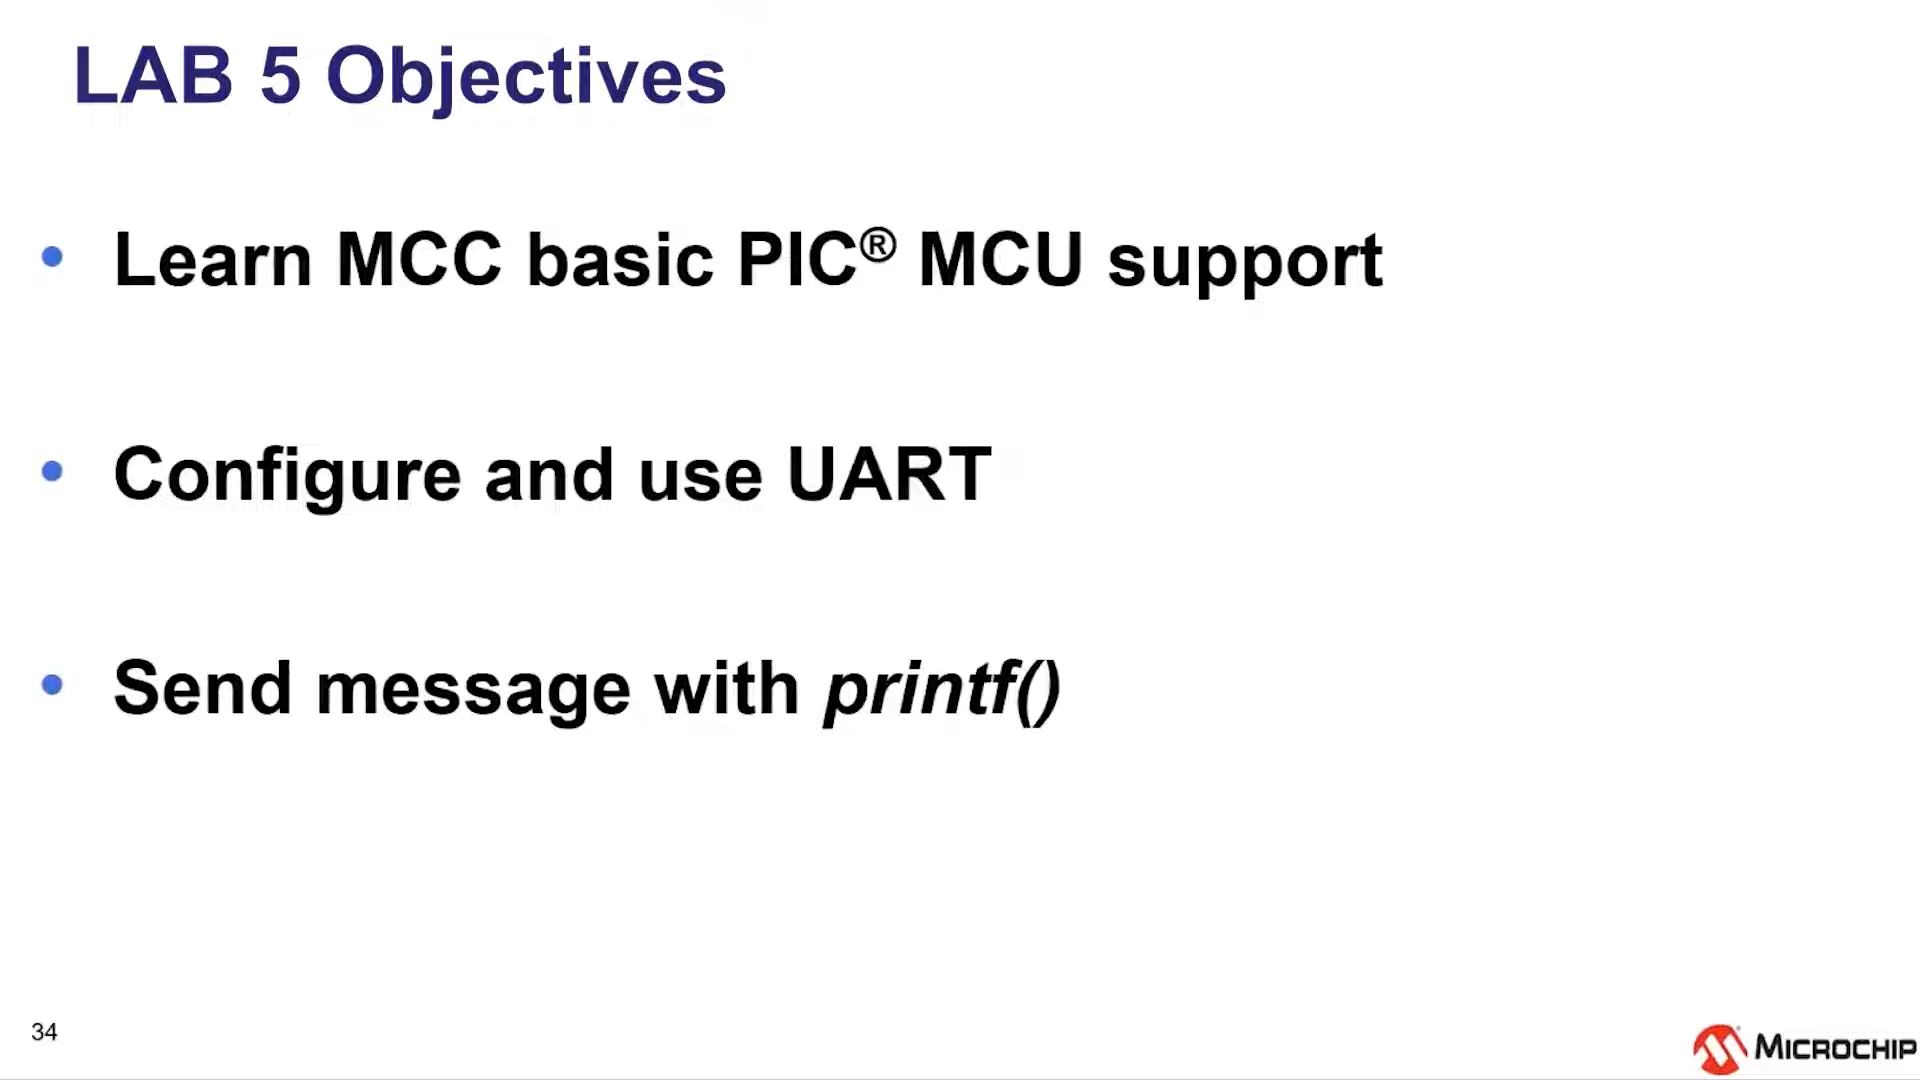 LAB 5 Objectives
• Learn MCC basic PIC® MCU support
• Configure and use UART
• Send message with printf()
34
MICROCHIP